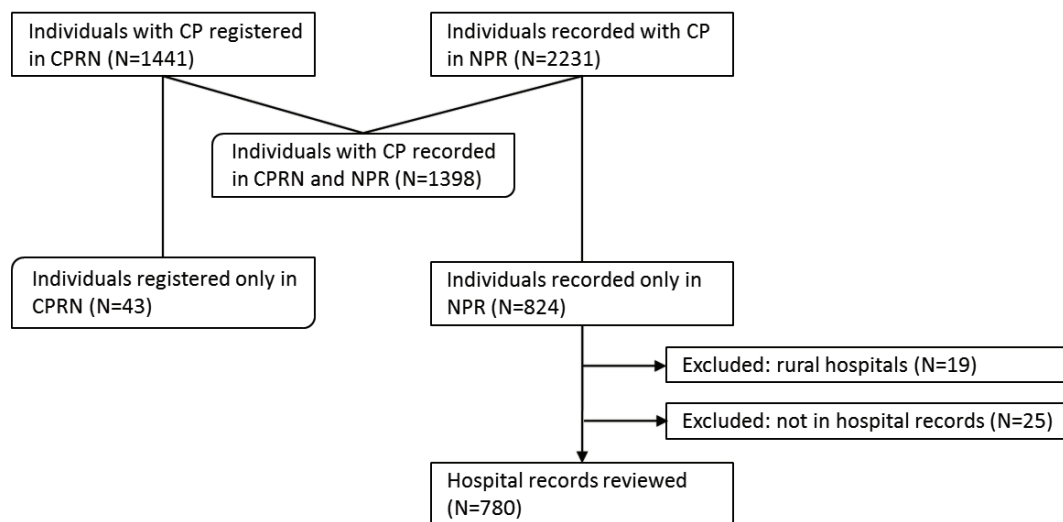 Individuals with CP registered
in CPRN (N=1441)
Individuals recorded with CP
in NPR (N=2231)
Individuals with CP recorded
in CPRN and NPR (N=1398)
Individuals registered only in
CPRN (N=43)
Individuals recorded only in
NPR (N=824)
Excluded: rural hospitals (N=19)
Excluded: not in hospital records (N=25)
Hospital records reviewed
(N=780)